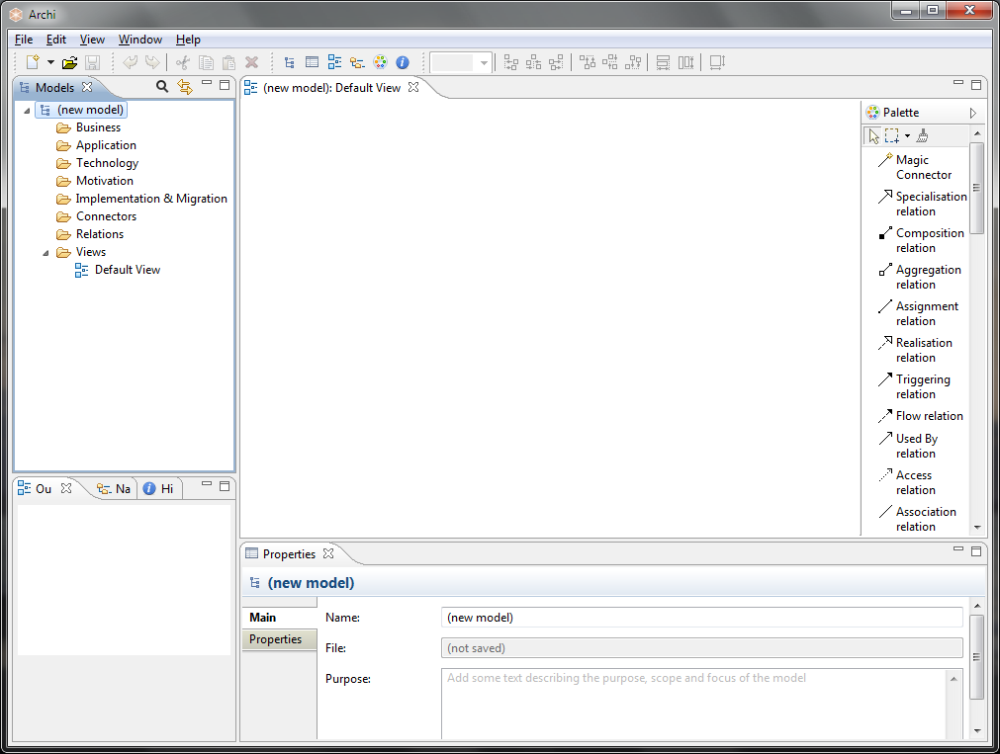 Archi
File Edit View Window Help
Models
(new model)
Business
Application
Technology
Motivation
Implementation & Migration
Connectors
Relations
Views
Default View
Ou Na Hi
(new model): Default View
Palette
Magic
Connector
Specialisation
relation
Composition
relation
Aggregation
relation
Assignment
relation
Realisation
relation
Triggering
relation
Flow relation
Used By
relation
Access
relation
Association
relation
Properties
(new model)
Main
Properties
Name: (new model)
File: (not saved)
Purpose: Add some text describing the purpose, scope and focus of the model